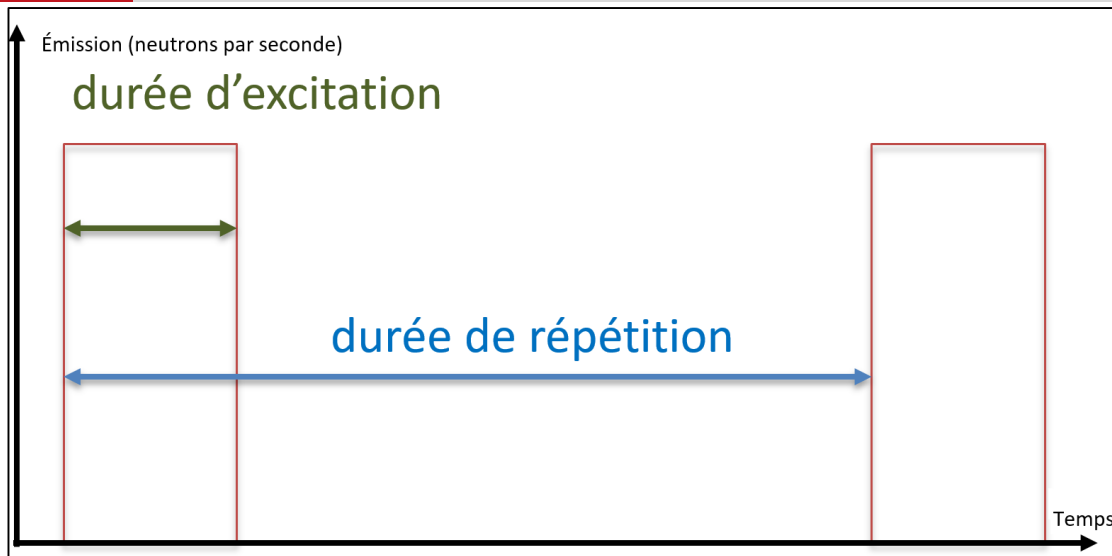 Émission (neutrons par seconde)
durée d’excitation
durée de répétition
Temps